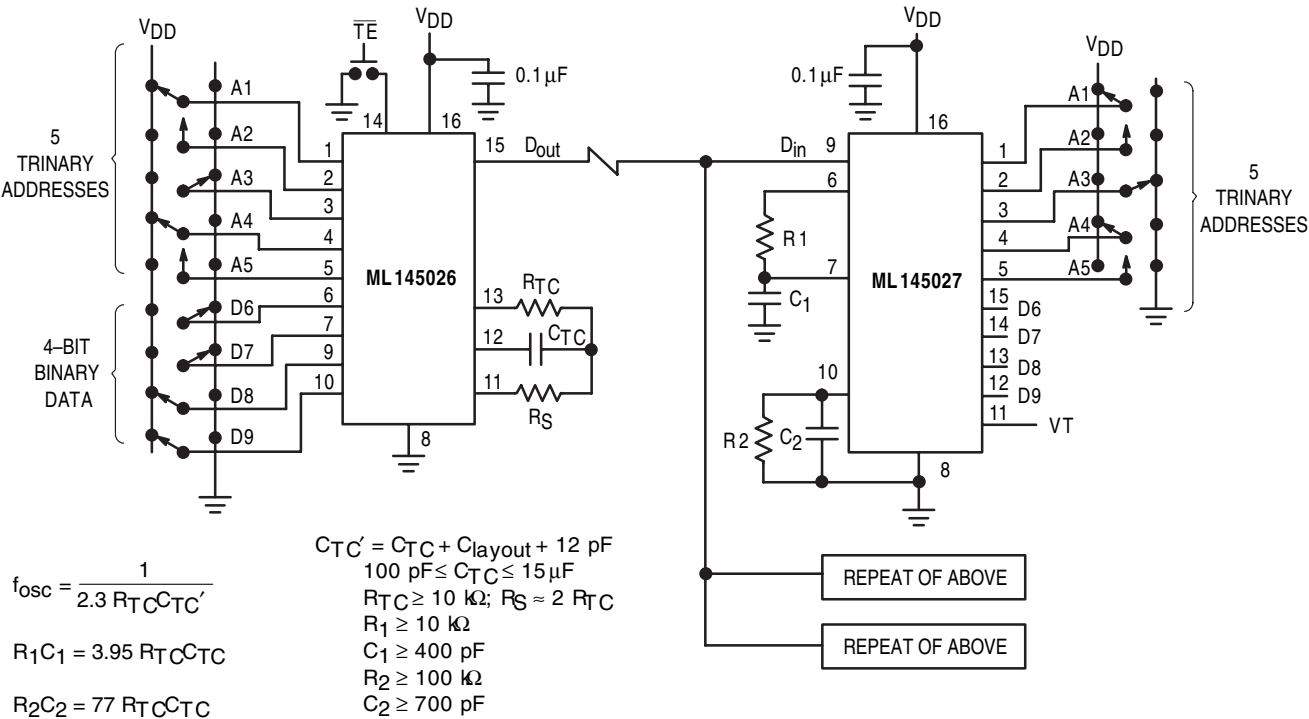 VDD
TE
VDD
0.1 µF
14
16
5
TRINARY
ADDRESSES
A1
A2
A3
A4
A5
4–BIT
BINARY
DATA
D6
D7
D8
D9
1
2
3
4
5
6
7
9
10
ML145026
15
Dout
13
RTC
12
CTC
11
RS
8
VDD
0.1 µF
16
Din
9
6
R1
7
C1
10
R2
C2
ML145027
1
2
3
4
5
15
D6
14
D7
13
D8
12
D9
11
VT
8
VDD
A1
A2
A3
A4
A5
5
TRINARY
ADDRESSES
REPEAT OF ABOVE
REPEAT OF ABOVE
fosc = 1 / 2.3 RTCCTC′
R1C1 = 3.95 RTCCTC
R2C2 = 77 RTCCTC
CTC′ = CTC + Clayout + 12 pF
100 pF ≤ CTC ≤ 15 µF
RTC ≥ 10 kΩ; RS ≈ 2 RTC
R1 ≥ 10 kΩ
C1 ≥ 400 pF
R2 ≥ 100 kΩ
C2 ≥ 700 pF